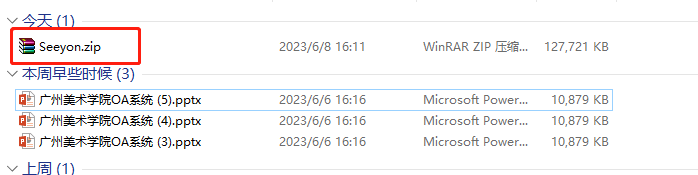 今天 (1)
Seeyon.zip 2023/6/8 16:11 WinRAR ZIP 压缩... 127,721 KB
本周早些时候 (3)
广州美术学院OA系统 (5).pptx 2023/6/6 16:16 Microsoft Power... 10,879 KB
广州美术学院OA系统 (4).pptx 2023/6/6 16:16 Microsoft Power... 10,879 KB
广州美术学院OA系统 (3).pptx 2023/6/6 16:16 Microsoft Power... 10,879 KB
上周 (1)